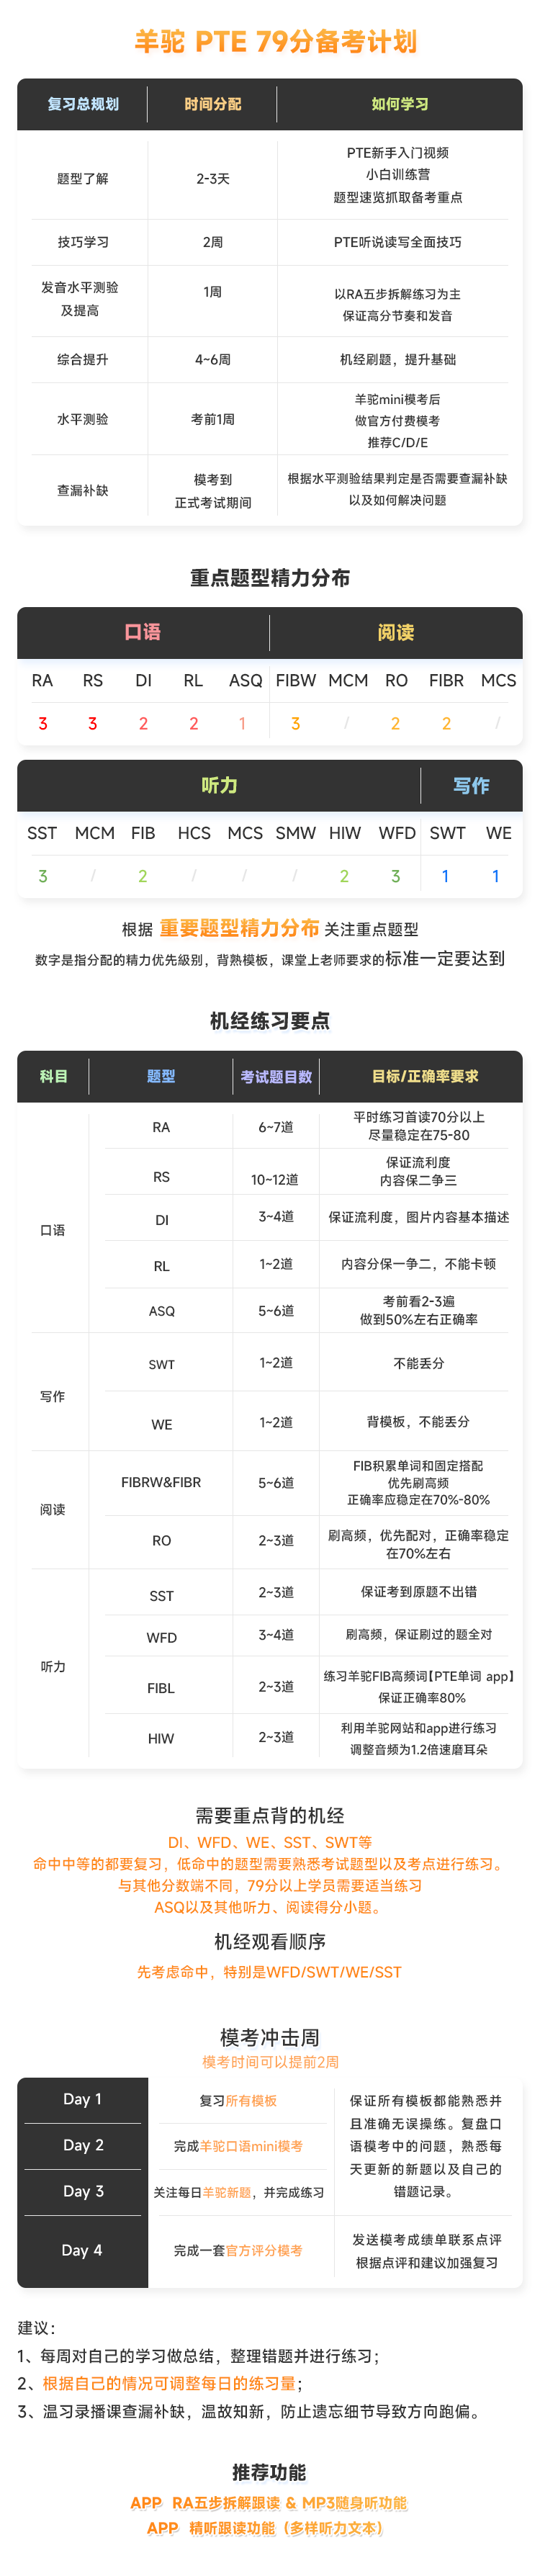 羊驼 PTE 79分备考计划
复习总规划 时间分配 如何学习
题型了解 2-3天 PTE新手入门视频
小白训练营
题型速览抓取备考重点
技巧学习 2周 PTE听说读写全面技巧
发音水平测验
及提高
1周
以RA五步拆解练习为主
保证高分节奏和发音
综合提升 4~6周 机经刷题，提升基础
水平测验 考前1周
羊驼mini模考后
做官方付费模考
推荐C/D/E
查漏补缺
模考到
正式考试期间
根据水平测验结果判定是否需要查漏补缺
以及如何解决问题
重点题型精力分布
口语 阅读
RA RS DI RL ASQ FIBW MCM RO FIBR MCS
3 3 2 2 1 3 / 2 2 /
听力 写作
SST MCM FIB HCS MCS SMW HIW WFD SWT WE
3 / 2 / / / 2 3 1 1
根据 重要题型精力分布 关注重点题型
数字是指分配的精力优先级别，背熟模板，课堂上老师要求的标准一定要达到
机经练习要点
科目 题型 考试题目数 目标/正确率要求
口语
RA 6~7道
平时练习首读70分以上
尽量稳定在75-80
RS 10~12道
保证流利度
内容保二争三
DI 3~4道 保证流利度，图片内容基本描述
RL 1~2道 内容分保一争二，不能卡顿
ASQ 5~6道
考前看2-3遍
做到50%左右正确率
写作
SWT 1~2道 不能丢分
WE 1~2道 背模板，不能丢分
阅读
FIBRW&FIBR 5~6道
FIB积累单词和固定搭配
优先刷高频
正确率应稳定在70%-80%
RO 2~3道
刷高频，优先配对，正确率稳定
在70%左右
听力
SST 2~3道 保证考到原题不出错
WFD 3~4道 刷高频，保证刷过的题全对
FIBL 2~3道
练习羊驼FIB高频词【PTE单词 app】
保证正确率80%
HIW 2~3道
利用羊驼网站和app进行练习
调整音频为1.2倍速磨耳朵
需要重点背的机经
DI、WFD、WE、SST、SWT等
命中中等的都要复习，低命中的题型需要熟悉考试题型以及考点进行练习。
与其他分数端不同，79分以上学员需要适当练习
ASQ以及其他听力、阅读得分小题。
机经观看顺序
先考虑命中，特别是WFD/SWT/WE/SST
模考冲击周
模考时间可以提前2周
Day 1 复习所有模板
Day 2 完成羊驼口语mini模考
Day 3 关注每日羊驼新题，并完成练习
保证所有模板都能熟悉并
且准确无误操练。复盘口
语模考中的问题，熟悉每
天更新的新题以及自己的
错题记录。
Day 4 完成一套官方评分模考
发送模考成绩单联系点评
根据点评和建议加强复习
建议：
1、每周对自己的学习做总结，整理错题并进行练习；
2、根据自己的情况可调整每日的练习量；
3、温习录播课查漏补缺，温故知新，防止遗忘细节导致方向跑偏。
推荐功能
APP RA五步拆解跟读 & MP3随身听功能
APP 精听跟读功能（多样听力文本）